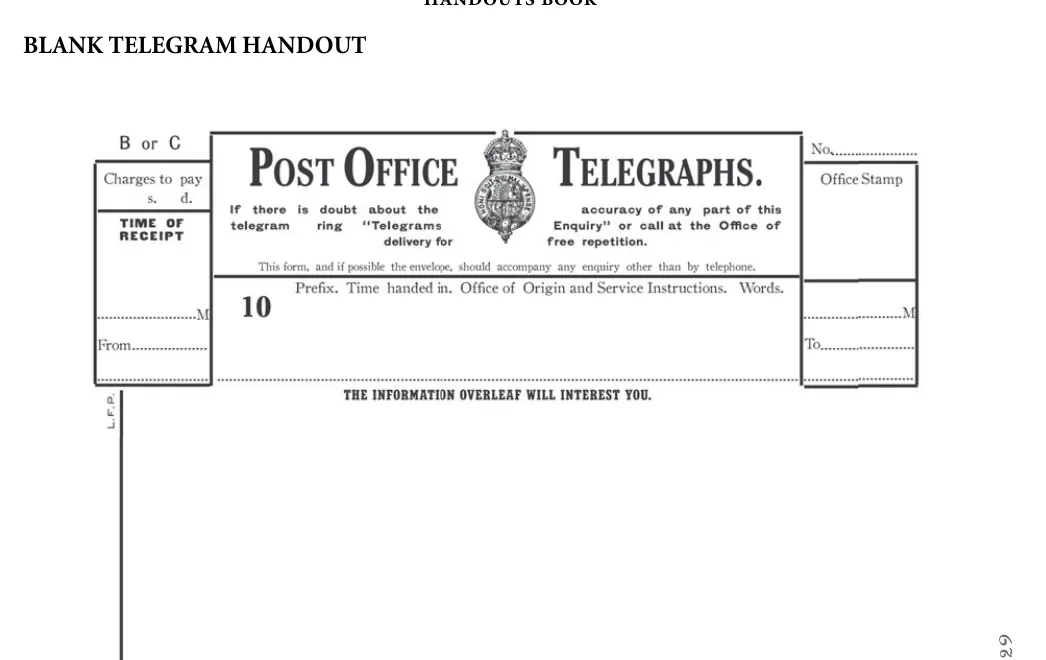 HANDOUTS BOOK
BLANK TELEGRAM HANDOUT
B or C
Charges to pay
s. d.
TIME OF
RECEIPT
M
From
POST OFFICE TELEGRAPHS.
If there is doubt about the accuracy of any part of this
telegram ring "Telegrams Enquiry" or call at the Office of
delivery for free repetition.
This form, and if possible the envelope, should accompany any enquiry other than by telephone.
Prefix. Time handed in. Office of Origin and Service Instructions. Words.
10
No.
Office Stamp
M
To
THE INFORMATION OVERLEAF WILL INTEREST YOU.
L.F.P.
29